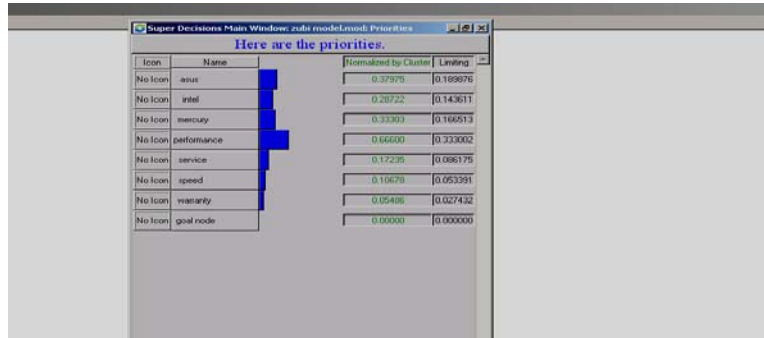 Super Decisions Main Window: zubi model.mod: Priorities
Here are the priorities.
Icon Name Normalized by Cluster Limiting
No Icon asus 0.37975 0.189876
No Icon intel 0.28722 0.143611
No Icon mercury 0.33303 0.166513
No Icon performance 0.66600 0.333002
No Icon service 0.17235 0.086175
No Icon speed 0.10678 0.053391
No Icon warranty 0.05486 0.027432
No Icon goal node 0.00000 0.000000